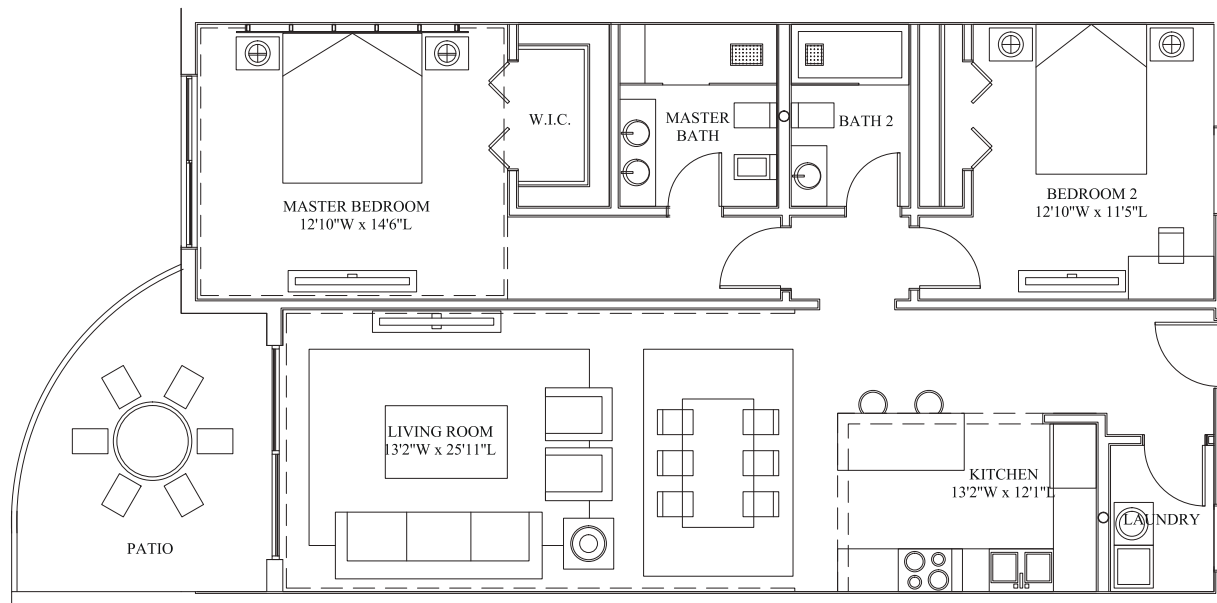 W.I.C.
MASTER
BATH
BATH 2
MASTER BEDROOM
12'10"W x 14'6"L
BEDROOM 2
12'10"W x 11'5"L
LIVING ROOM
13'2"W x 25'11"L
KITCHEN
13'2"W x 12'1"L
LAUNDRY
PATIO